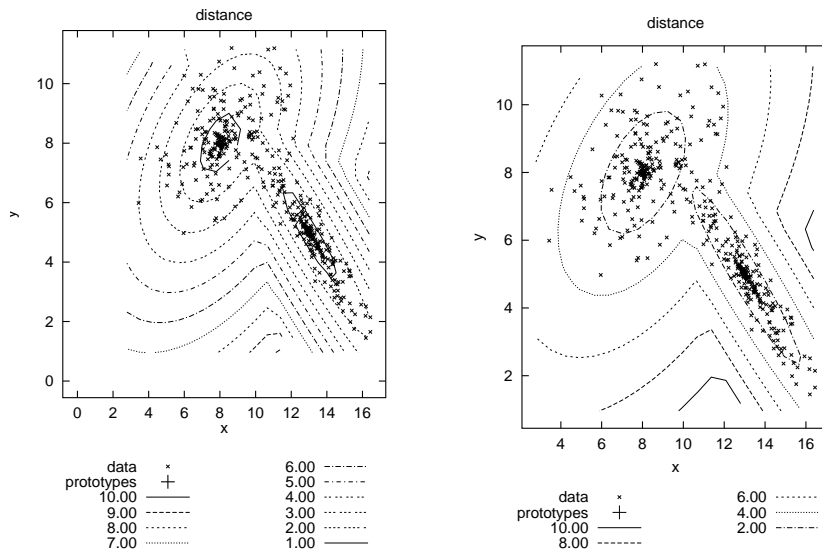 distance
10
8
6
4
2
0
y
0 2 4 6 8 10 12 14 16
x
data
prototypes
10.00
9.00
8.00
7.00
6.00
5.00
4.00
3.00
2.00
1.00
distance
10
8
6
4
2
y
4 6 8 10 12 14 16
x
data
prototypes
10.00
8.00
6.00
4.00
2.00